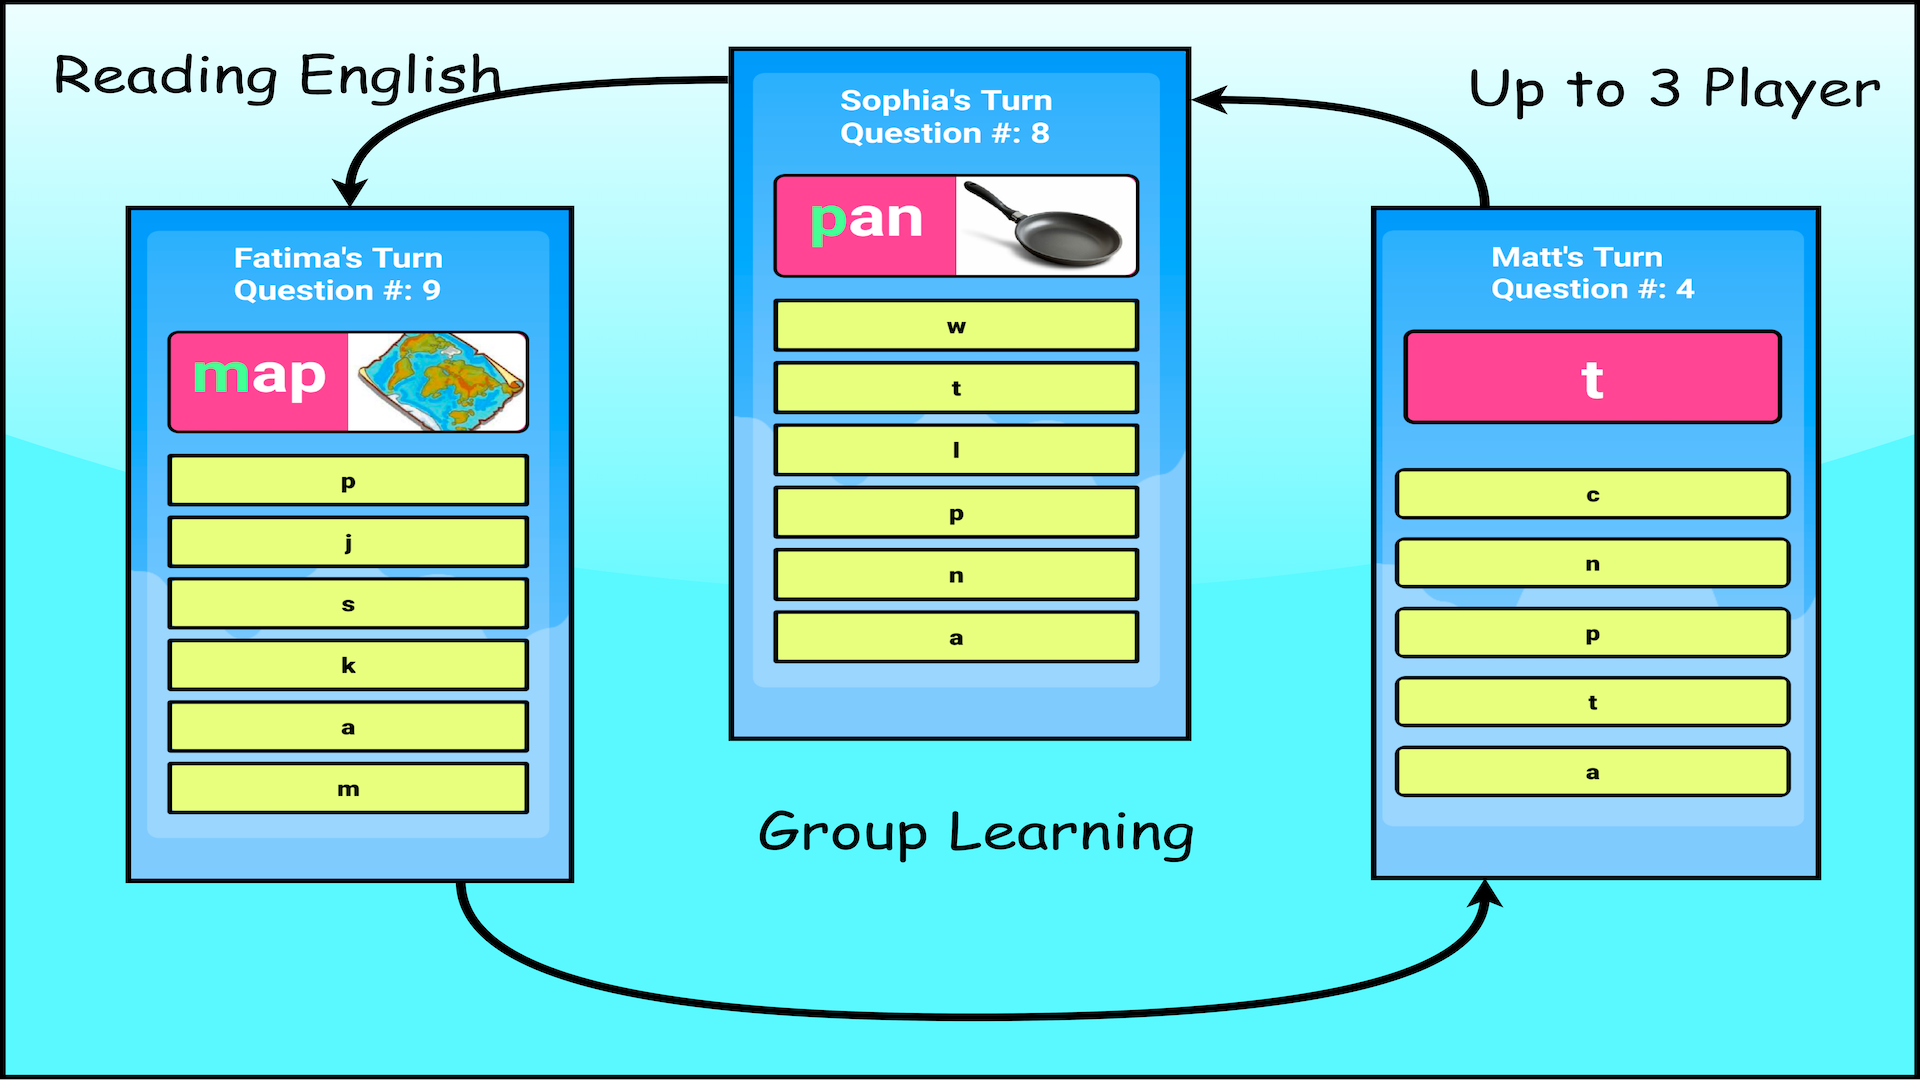 Reading English
Up to 3 Player
Sophia's Turn
Question #: 8
pan
w
t
l
p
n
a
Fatima's Turn
Question #: 9
map
p
j
s
k
a
m
Matt's Turn
Question #: 4
t
c
n
p
t
a
Group Learning